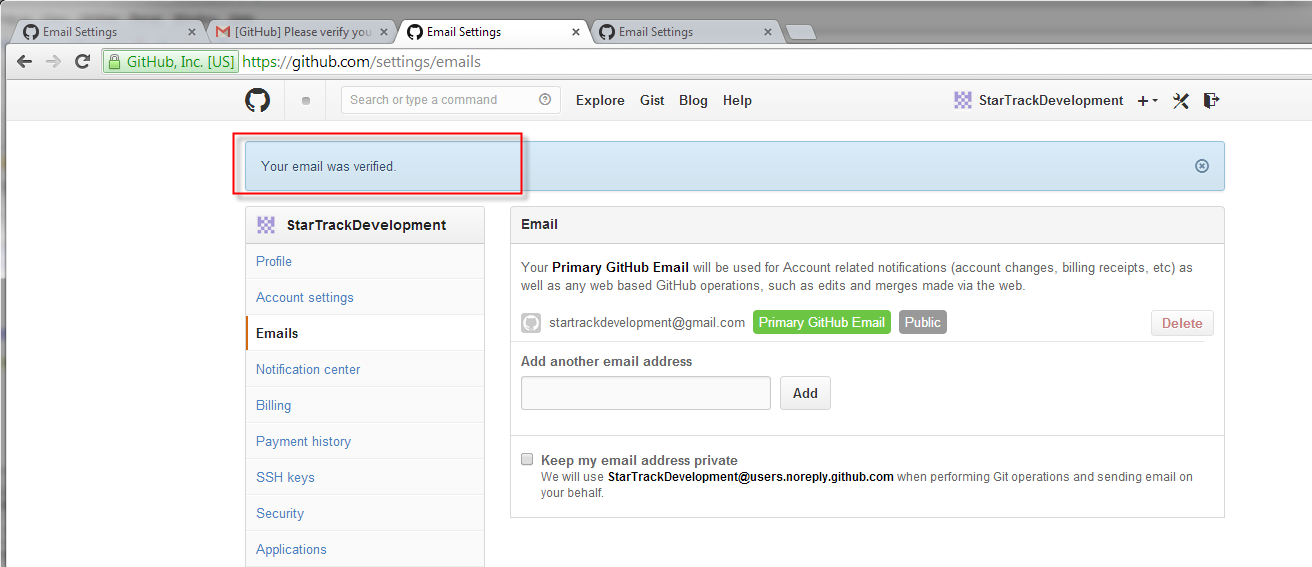 Email Settings
[GitHub] Please verify you
Email Settings
Email Settings
GitHub, Inc. [US] https://github.com/settings/emails
Search or type a command
Explore Gist Blog Help
StarTrackDevelopment
Your email was verified.
StarTrackDevelopment
Profile
Account settings
Emails
Notification center
Billing
Payment history
SSH keys
Security
Applications
Email
Your Primary GitHub Email will be used for Account related notifications (account changes, billing receipts, etc) as
well as any web based GitHub operations, such as edits and merges made via the web.
startrackdevelopment@gmail.com Primary GitHub Email Public Delete
Add another email address
Add
Keep my email address private
We will use StarTrackDevelopment@users.noreply.github.com when performing Git operations and sending email on
your behalf.